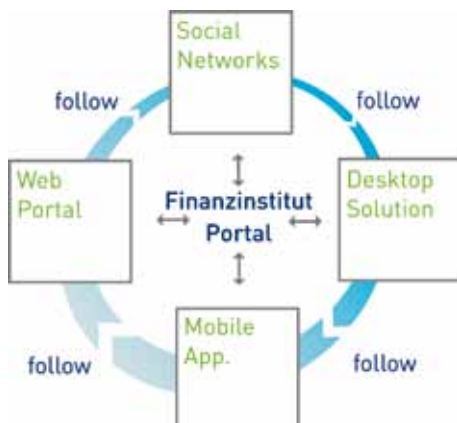 Social
Networks
follow
follow
Web
Portal
Finanzinstitut
Portal
Desktop
Solution
Mobile
App.
follow
follow